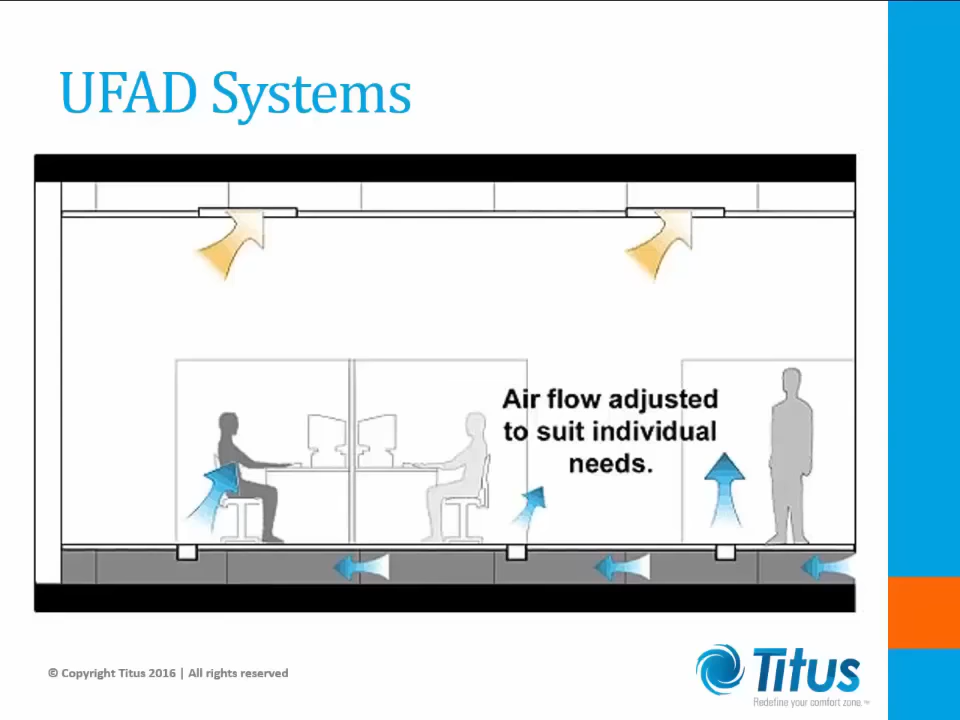 UFAD Systems
Air flow adjusted
to suit individual
needs.
© Copyright Titus 2016 | All rights reserved
Titus
Redefine your comfort zone.™